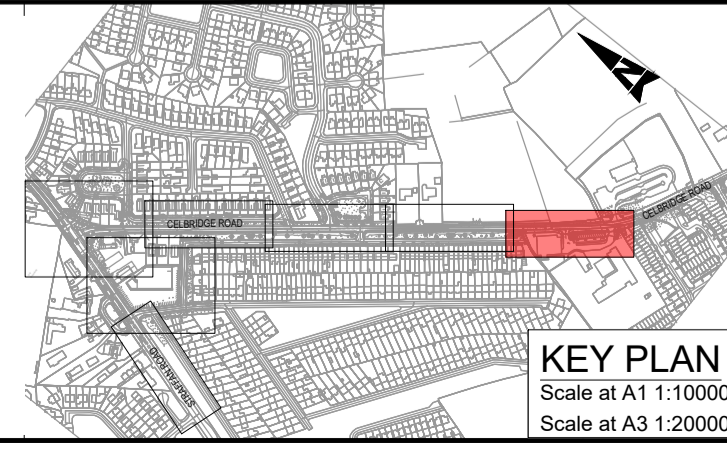 N
CELBRIDGE ROAD
CELBRIDGE ROAD
STRAFFAN ROAD
KEY PLAN
Scale at A1 1:10000
Scale at A3 1:20000